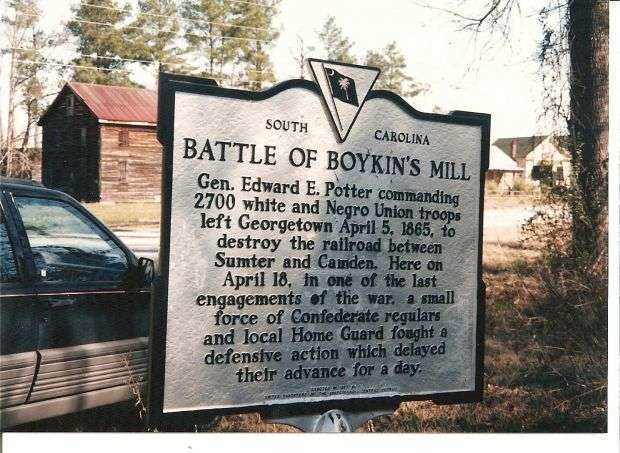 SOUTH CAROLINA
BATTLE OF BOYKIN'S MILL
Gen. Edward E. Potter commanding
2700 white and Negro Union troops
left Georgetown April 5, 1865, to
destroy the railroad between
Sumter and Camden. Here on
April 18, in one of the last
engagements of the war, a small
force of Confederate regulars
and local Home Guard fought a
defensive action which delayed
their advance for a day.